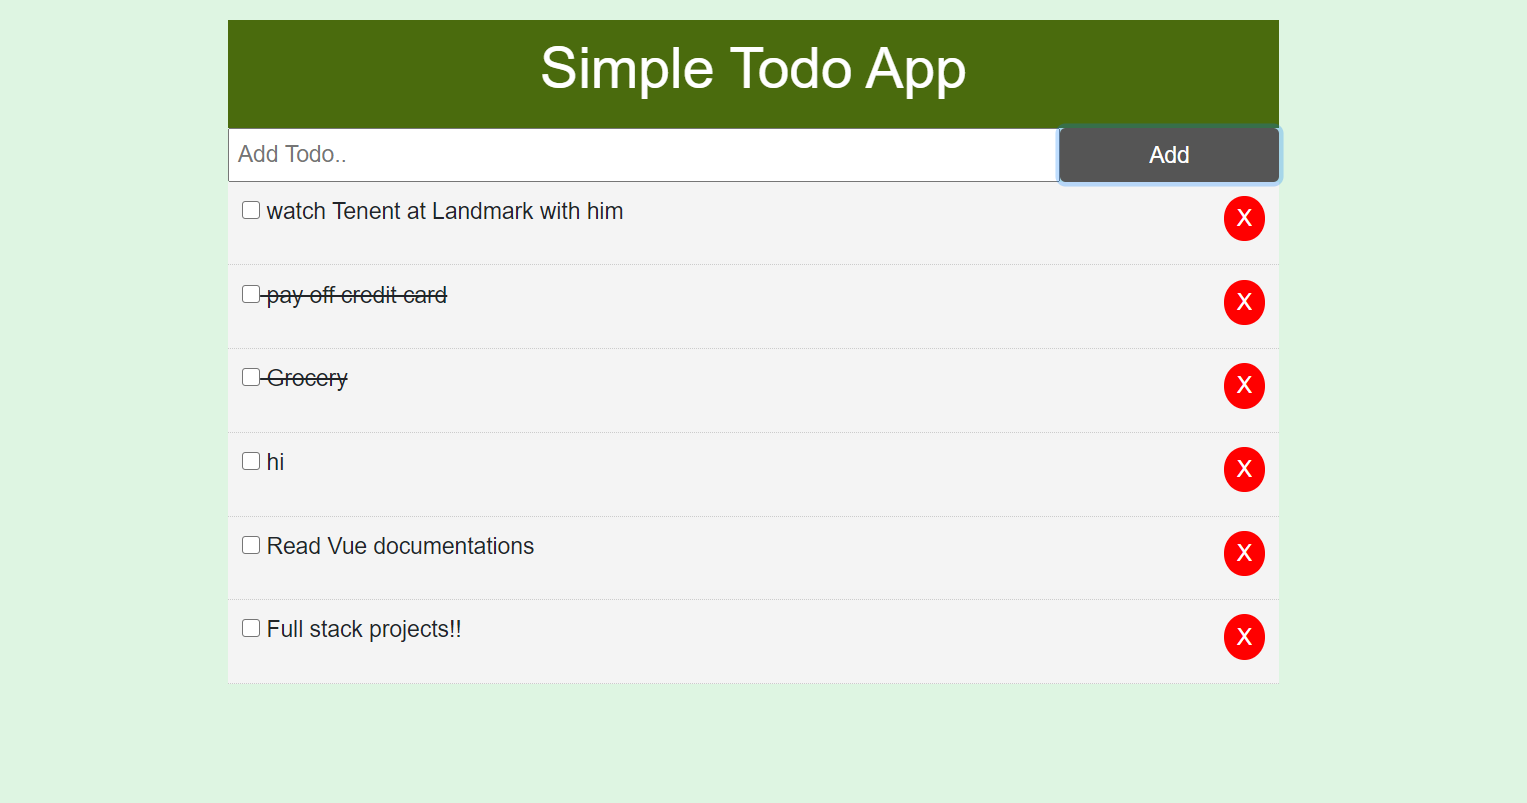 Simple Todo App
Add Todo..
Add
watch Tenent at Landmark with him
X
pay off credit card
X
Grocery
X
hi
X
Read Vue documentations
X
Full stack projects!!
X